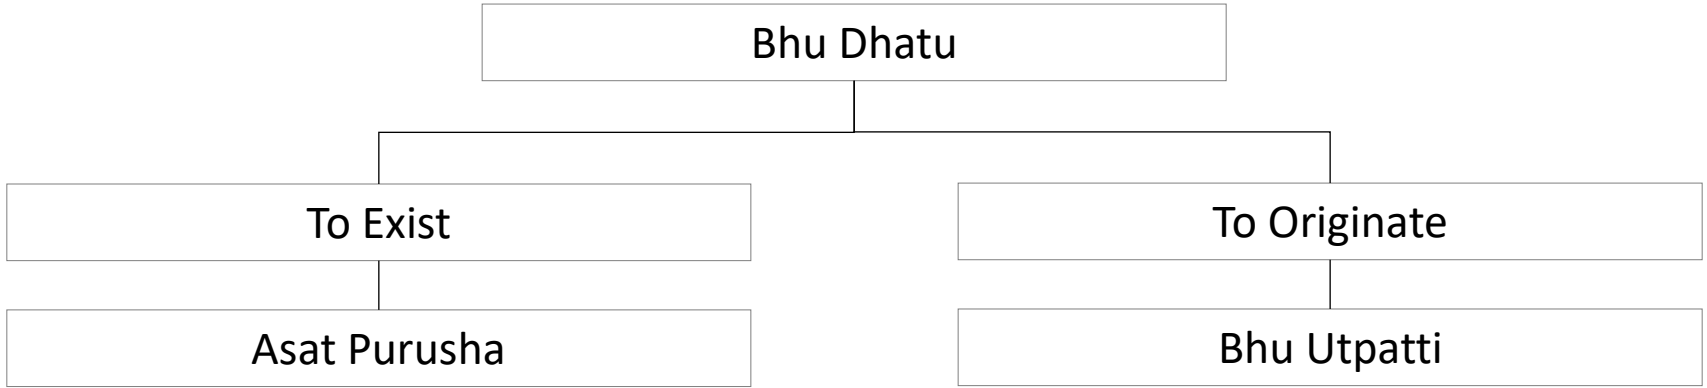 Bhu Dhatu
To Exist
To Originate
Asat Purusha
Bhu Utpatti